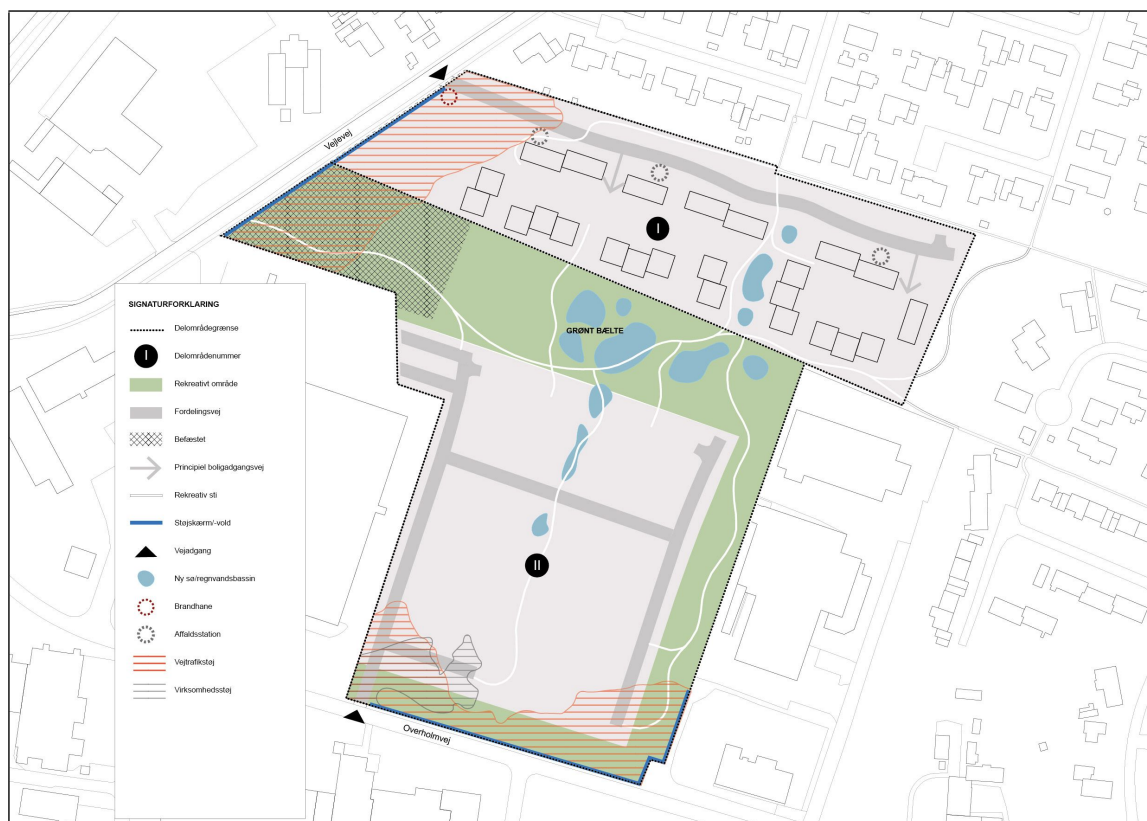 Vejlevej
I
GRØNT BÆLTE
II
Overholmvej
SIGNATURFORKLARING
Delområdegrænse
I
Delområdenummer
Rekreativt område
Fordelingsvej
Befæstet
Principiel boligadgangsvej
Rekreativ sti
Støjskærm/-vold
Vejadgang
Ny sø/regnvandsbassin
Brandhane
Affaldsstation
Vejtrafikstøj
Virksomhedsstøj